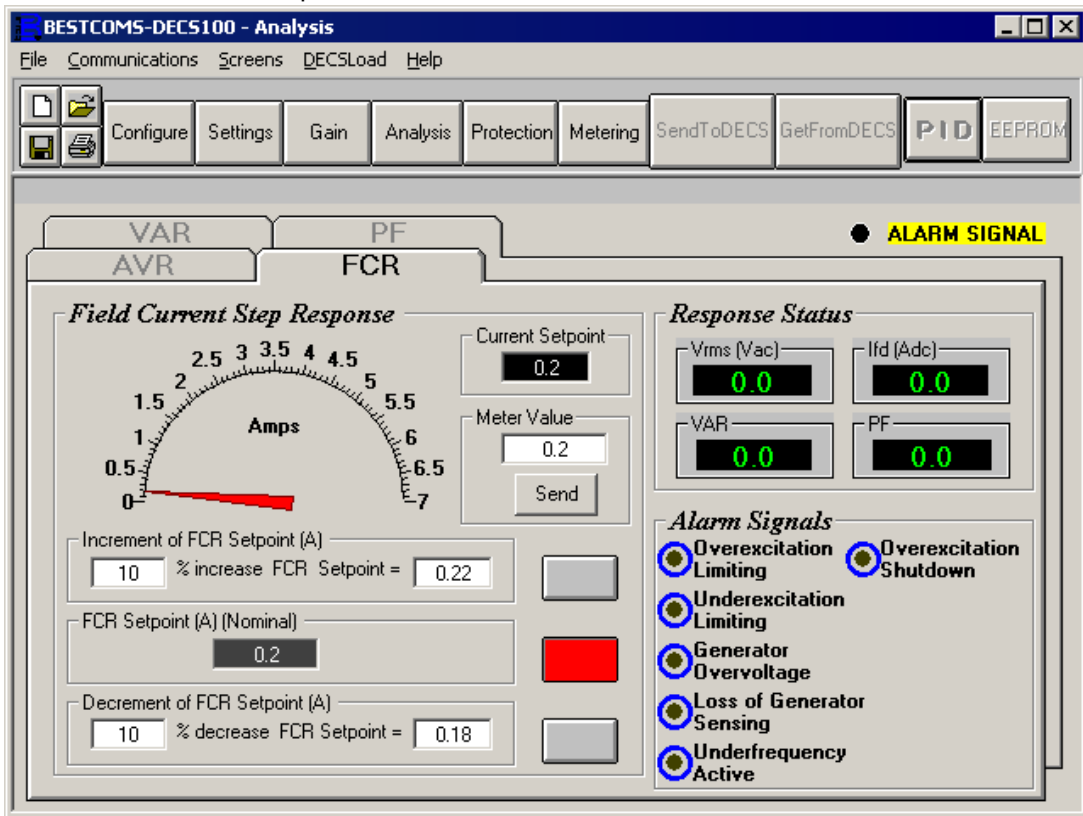 BESTCOMS-DECS100 - Analysis
File Communications Screens DECSLoad Help
Configure Settings Gain Analysis Protection Metering SendToDECS GetFromDECS PID EEPROM
VAR PF
ALARM SIGNAL
AVR FCR
Field Current Step Response
0 0.5 1 1.5 2 2.5 3 3.5 4 4.5 5 5.5 6 6.5 7
Amps
Current Setpoint
0.2
Meter Value
0.2
Send
Increment of FCR Setpoint (A)
10 % increase FCR Setpoint = 0.22
FCR Setpoint (A) (Nominal)
0.2
Decrement of FCR Setpoint (A)
10 % decrease FCR Setpoint = 0.18
Response Status
Vrms (Vac) Ifd (Adc)
0.0 0.0
VAR PF
0.0 0.0
Alarm Signals
Overexcitation Limiting
Overexcitation Shutdown
Underexcitation Limiting
Generator Overvoltage
Loss of Generator Sensing
Underfrequency Active